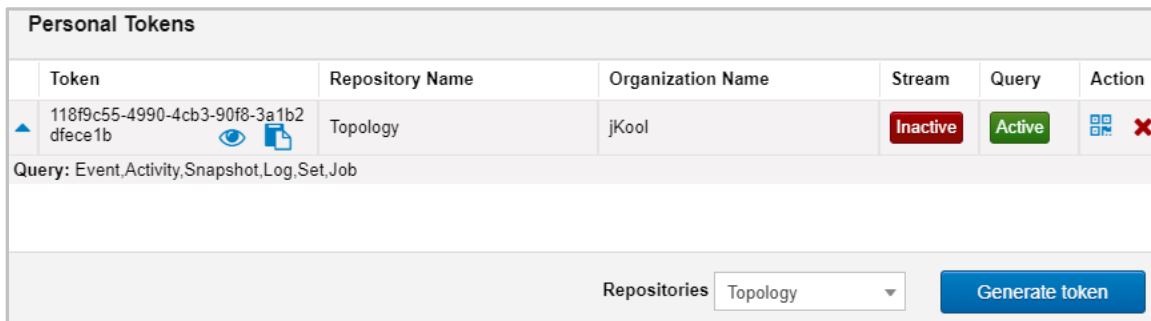 Personal Tokens
Token Repository Name Organization Name Stream Query Action
118f9c55-4990-4cb3-90f8-3a1b2
dfece1b Topology jKool Inactive Active
Query: Event,Activity,Snapshot,Log,Set,Job
Repositories Topology Generate token